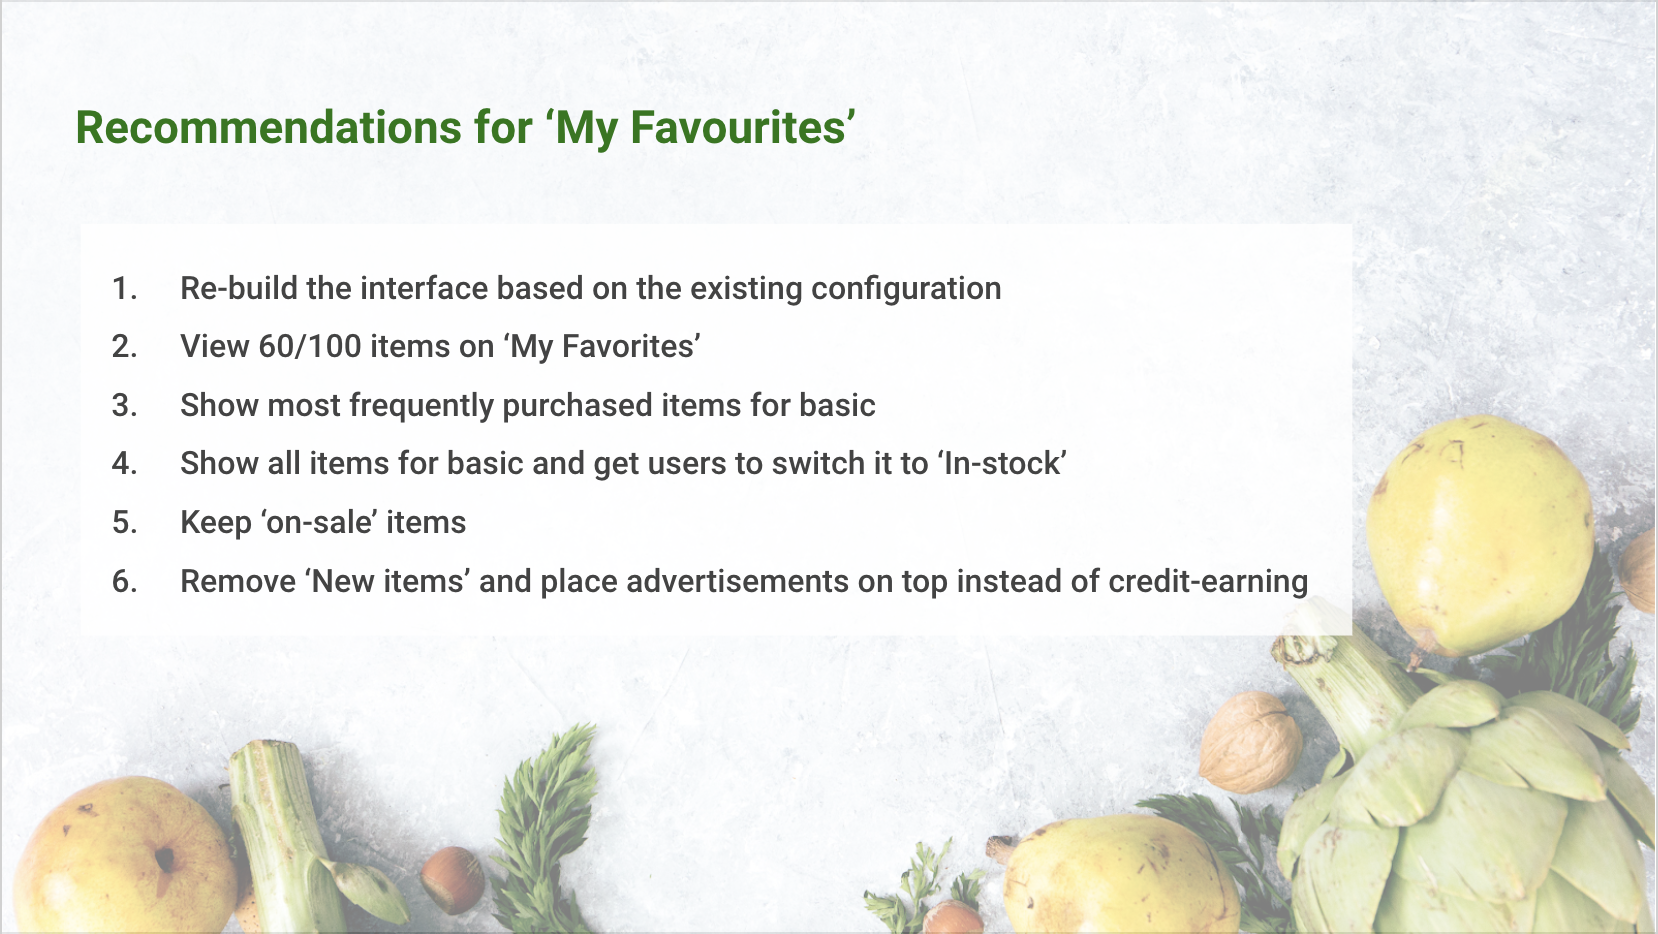 Recommendations for ‘My Favourites’
1. Re-build the interface based on the existing configuration
2. View 60/100 items on ‘My Favorites’
3. Show most frequently purchased items for basic
4. Show all items for basic and get users to switch it to ‘In-stock’
5. Keep ‘on-sale’ items
6. Remove ‘New items’ and place advertisements on top instead of credit-earning